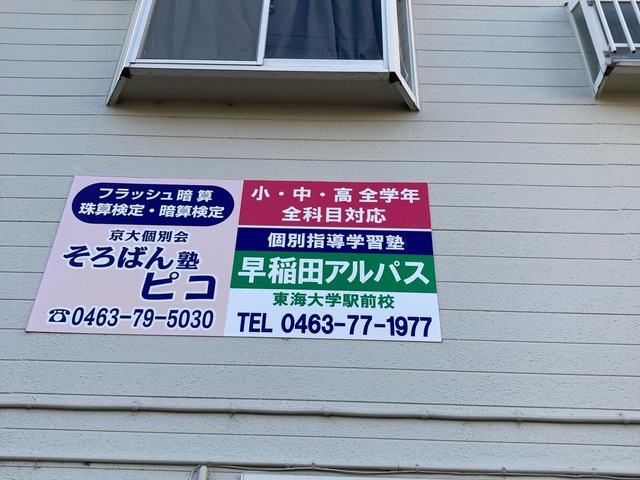 フラッシュ暗算
珠算検定・暗算検定
京大個別会
そろばん塾
ピコ
☎0463-79-5030
小・中・高 全学年
全科目対応
個別指導学習塾
早稲田アルパス
東海大学駅前校
TEL 0463-77-1977